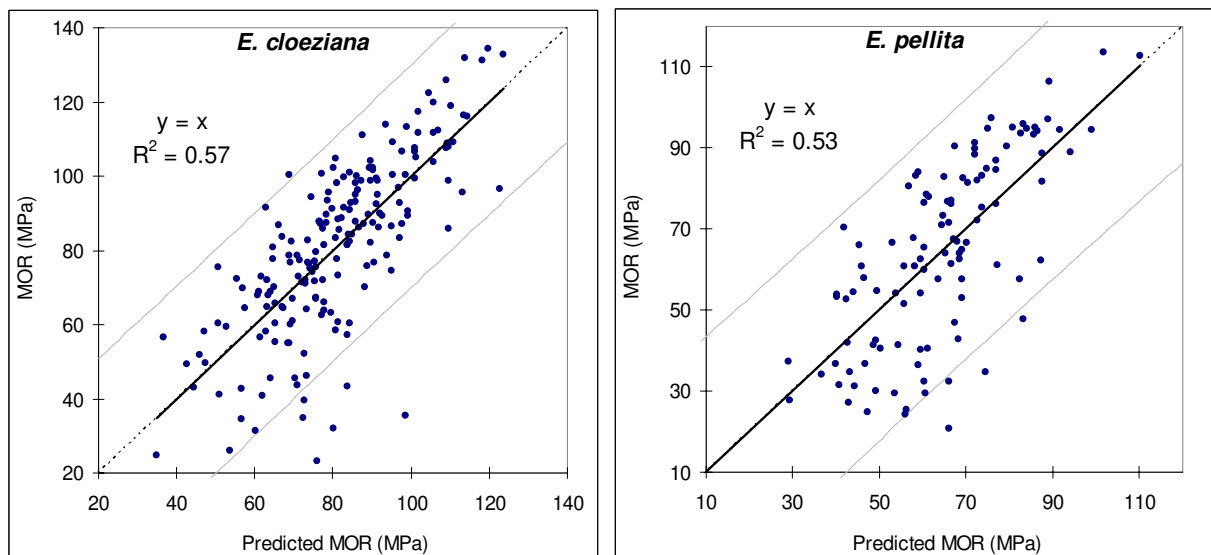 E. cloeziana
y = x
R² = 0.57
MOR (MPa)
140
120
100
80
60
40
20
20 40 60 80 100 120 140
Predicted MOR (MPa)
E. pellita
y = x
R² = 0.53
MOR (MPa)
110
90
70
50
30
10
10 30 50 70 90 110
Predicted MOR (MPa)